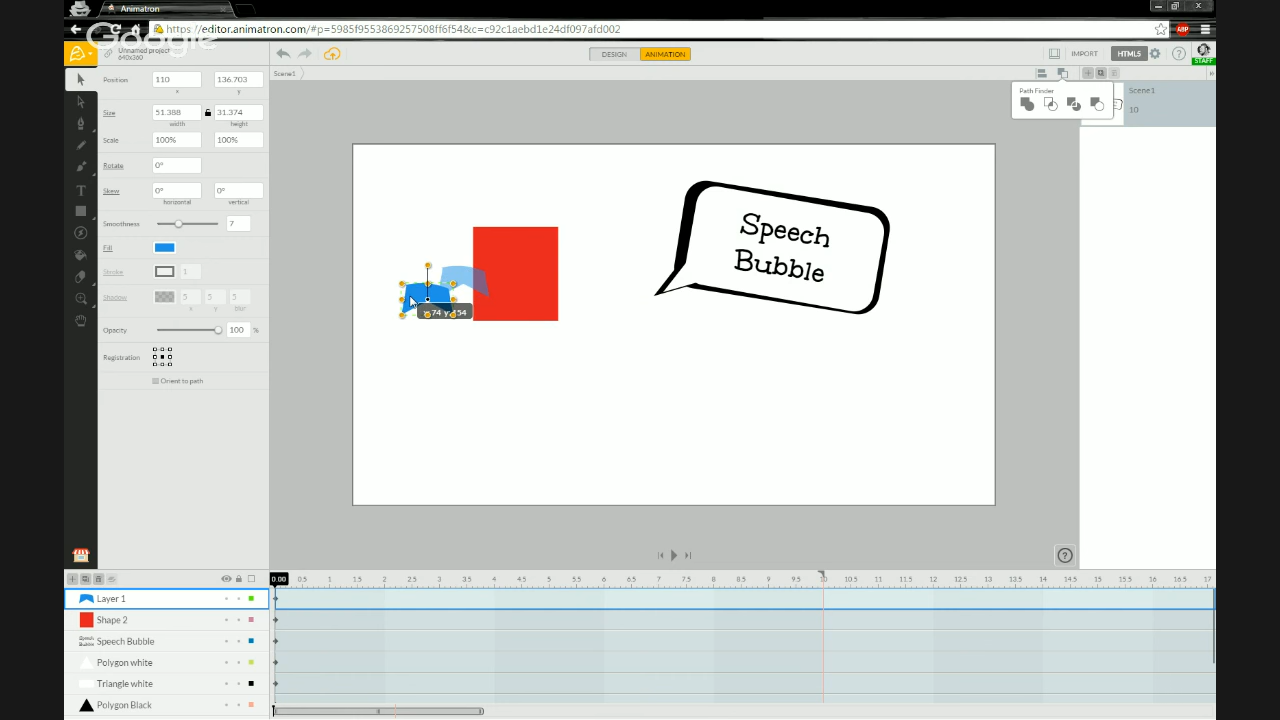 Animatron
https://editor.animatron.com/#p=5985f9553869257508ff6f54&c=c92c1aebd1e24df097afd002
ABP
Google
Unnamed project
640x360
DESIGN
ANIMATION
IMPORT
HTML5
STAFF
Scene1
Position
110
136.703
x
y
Size
51.388
31.374
width
height
Scale
100%
100%
Rotate
0°
Skew
0°
0°
horizontal
vertical
Smoothness
7
Fill
Stroke
1
Shadow
5
5
5
x
y
blur
Opacity
100
%
Registration
Orient to path
Path Finder
Scene1
10
Speech
Bubble
0.00 0.5 1 1.5 2 2.5 3 3.5 4 4.5 5 5.5 6 6.5 7 7.5 8 8.5 9 9.5 10 10.5 11 11.5 12 12.5 13 13.5 14 14.5 15 15.5 16 16.5 17
Layer 1
Shape 2
Speech Bubble
Polygon white
Triangle white
Polygon Black